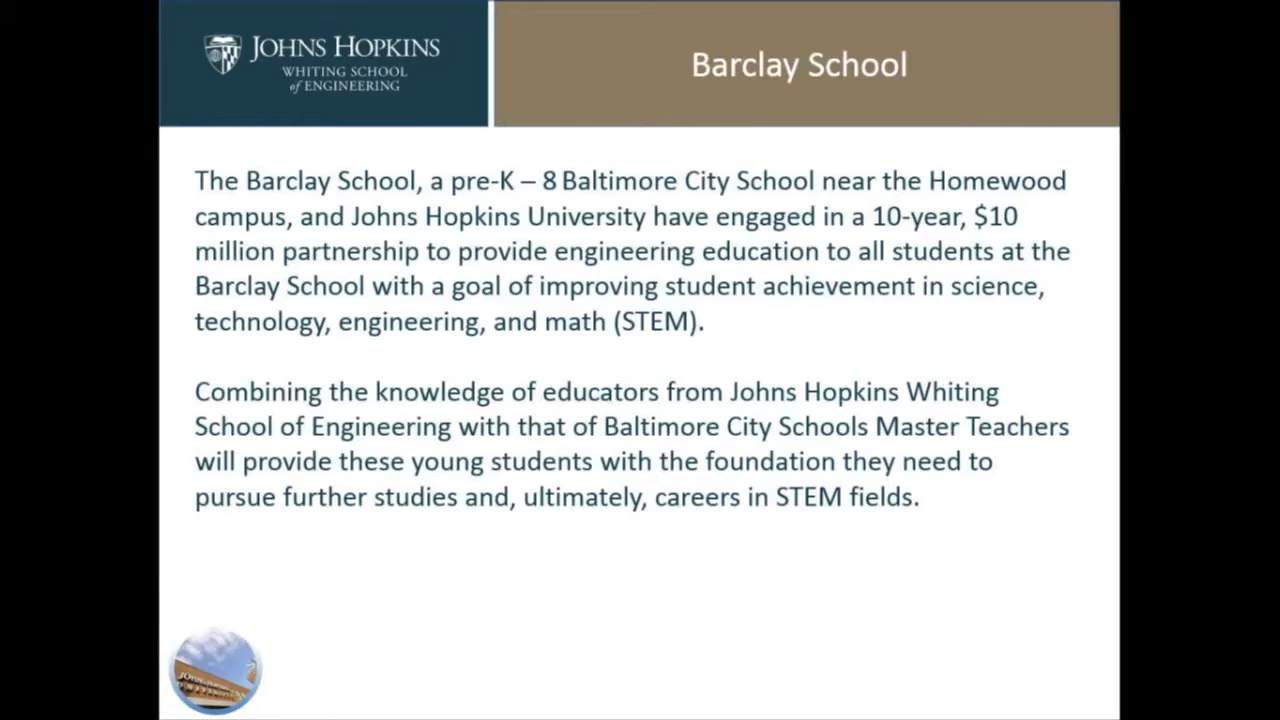 JOHNS HOPKINS
WHITING SCHOOL
of ENGINEERING
Barclay School
The Barclay School, a pre-K – 8 Baltimore City School near the Homewood
campus, and Johns Hopkins University have engaged in a 10-year, $10
million partnership to provide engineering education to all students at the
Barclay School with a goal of improving student achievement in science,
technology, engineering, and math (STEM).
Combining the knowledge of educators from Johns Hopkins Whiting
School of Engineering with that of Baltimore City Schools Master Teachers
will provide these young students with the foundation they need to
pursue further studies and, ultimately, careers in STEM fields.
JOHNS HOPKINS